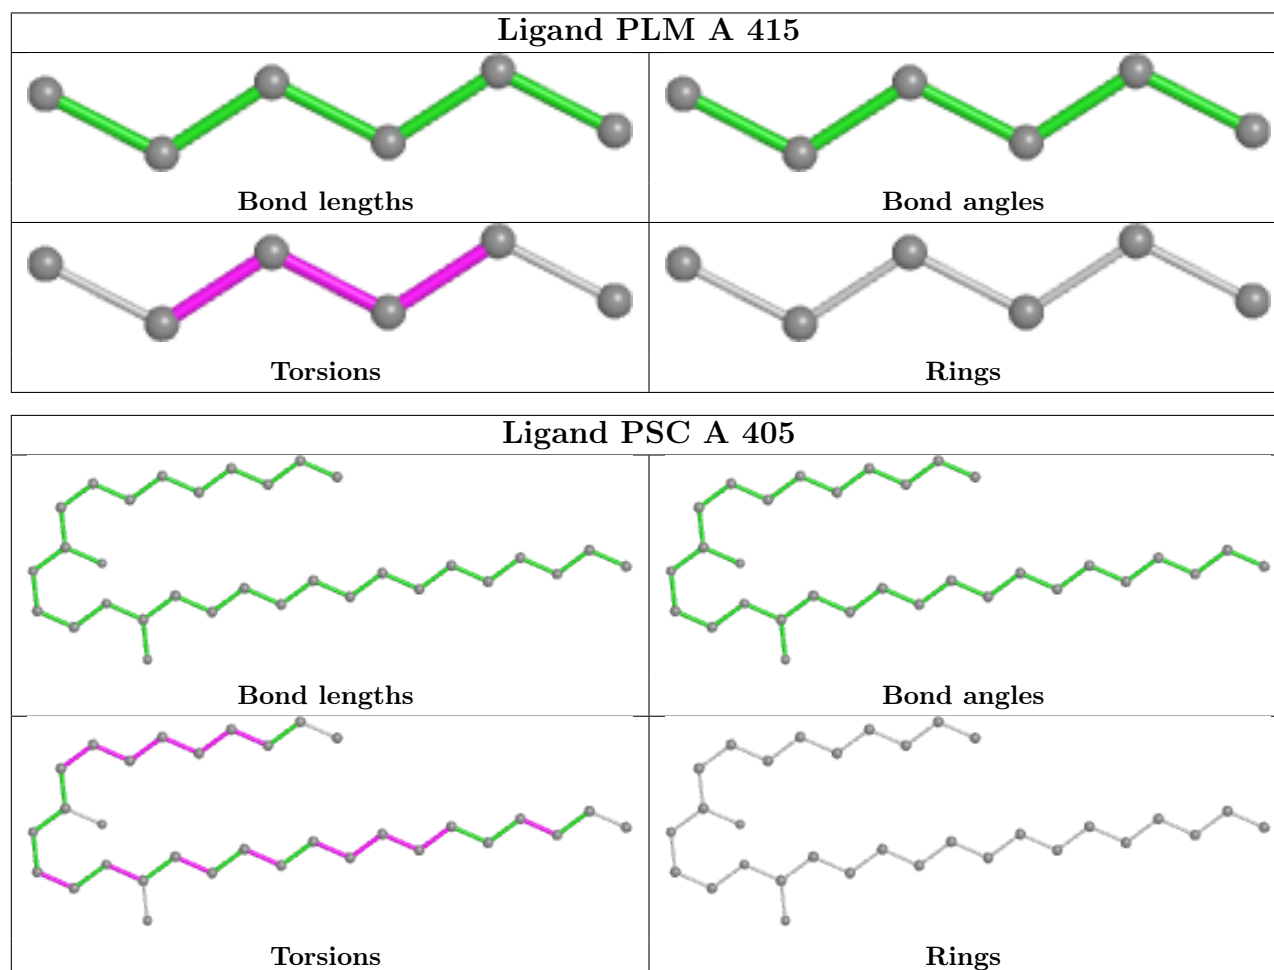 Ligand PLM A 415
Bond lengths
Bond angles
Torsions
Rings
Ligand PSC A 405
Bond lengths
Bond angles
Torsions
Rings